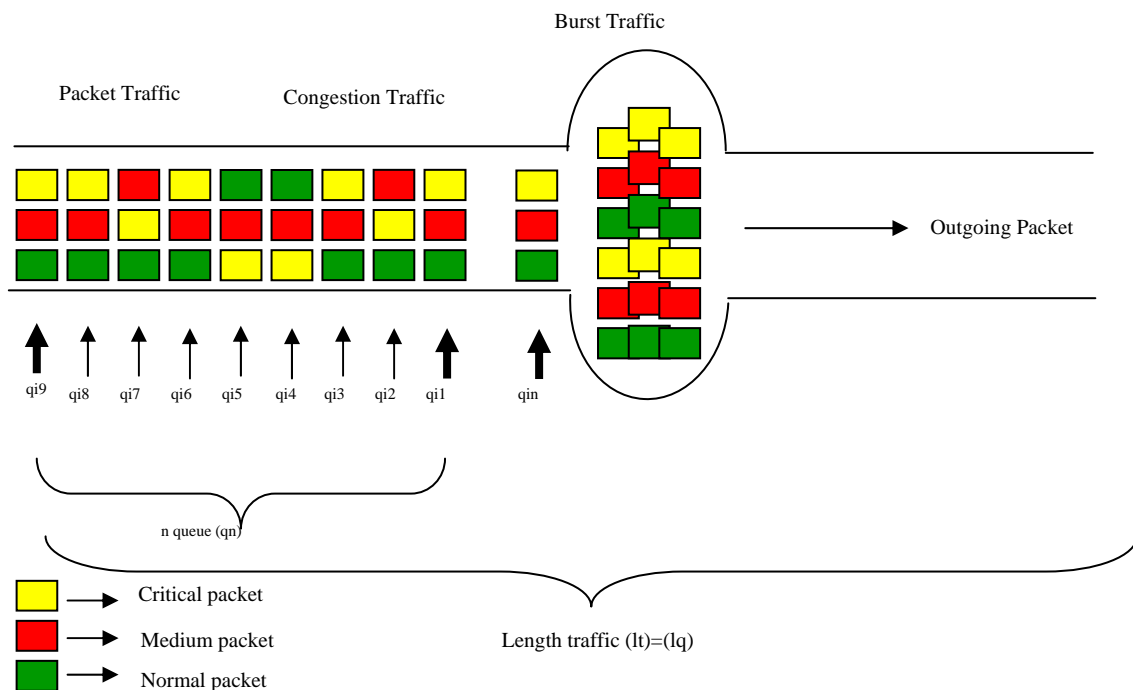 Burst Traffic
Packet Traffic
Congestion Traffic
Outgoing Packet
qi9
qi8
qi7
qi6
qi5
qi4
qi3
qi2
qi1
qin
n queue (qn)
Critical packet
Medium packet
Length traffic (lt)=(lq)
Normal packet